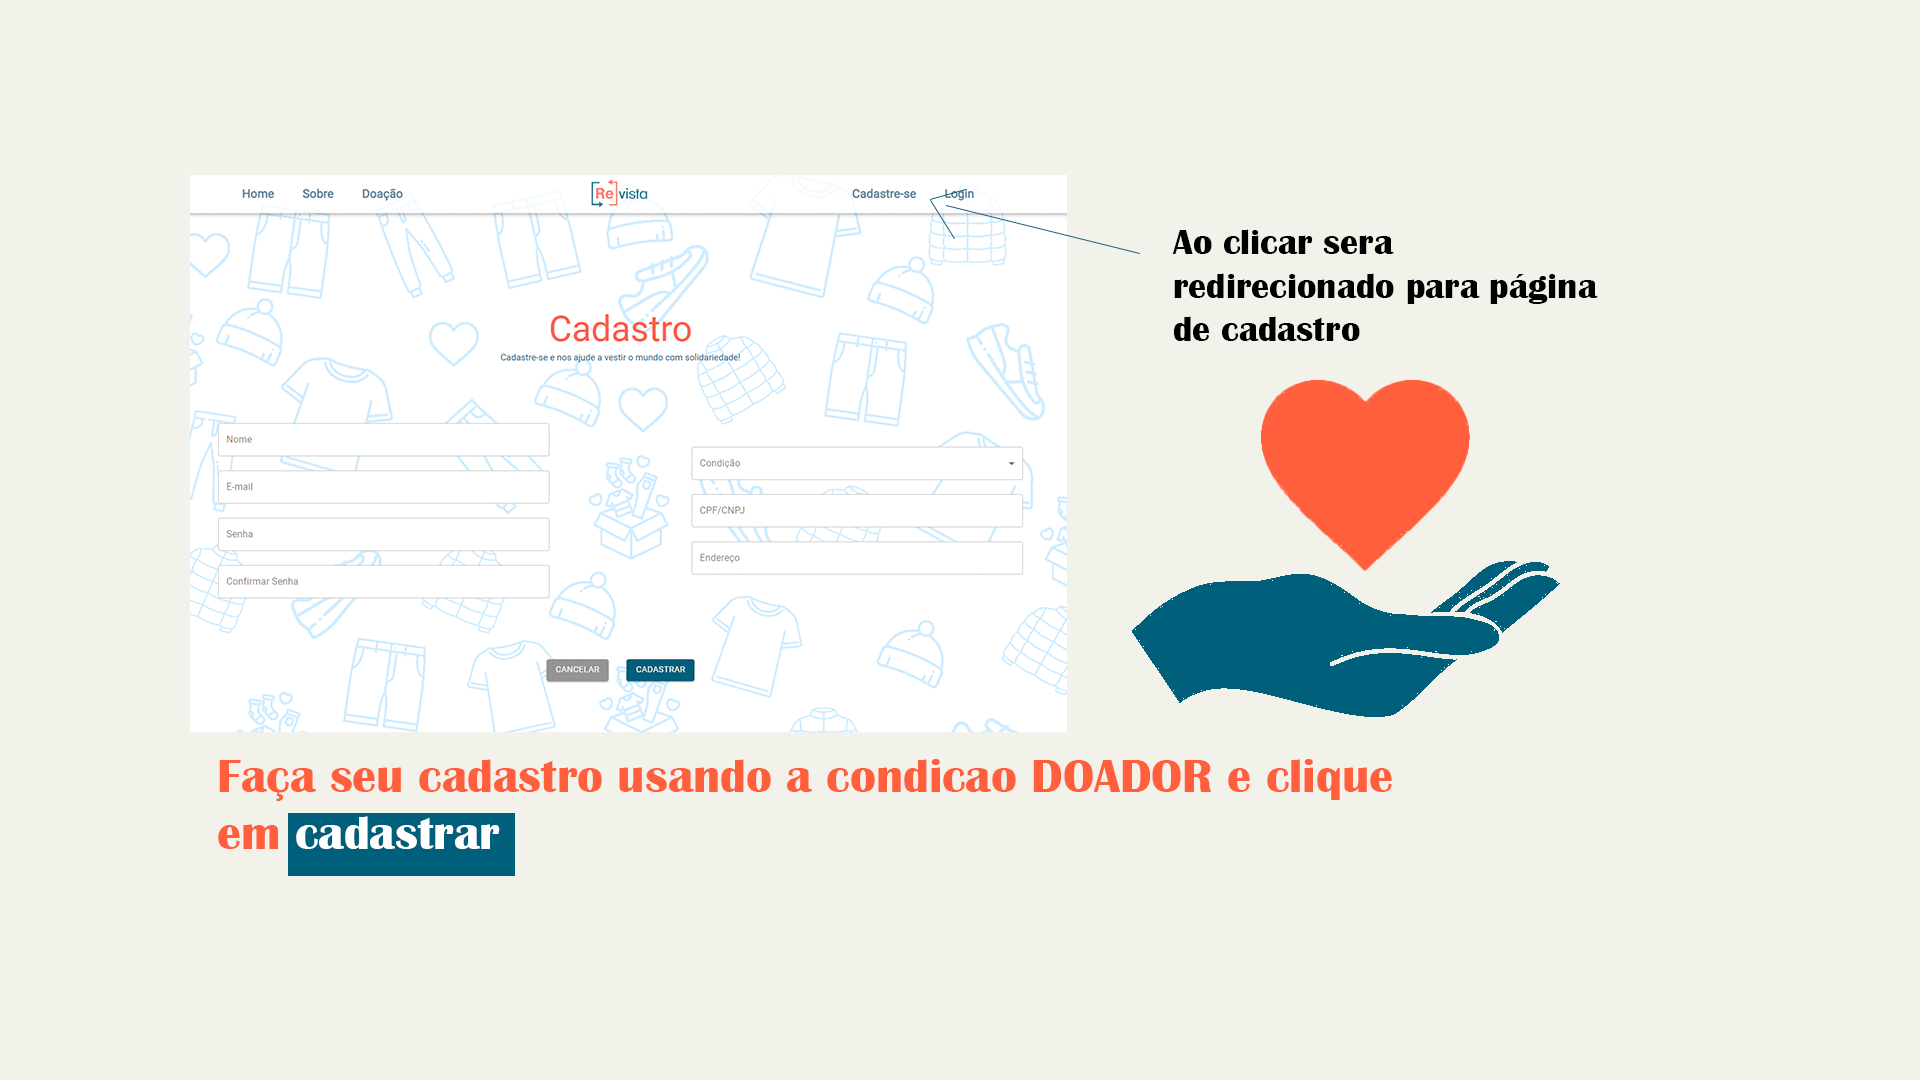 Home Sobre Doação Revista Cadastre-se Login
Ao clicar sera
redirecionado para página
de cadastro
Cadastro
Cadastre-se e nos ajude a vestir o mundo com solidariedade!
Nome
E-mail
Senha
Confirmar Senha
Condição
CPF/CNPJ
Endereço
CANCELAR CADASTRAR
Faça seu cadastro usando a condicao DOADOR e clique
em cadastrar